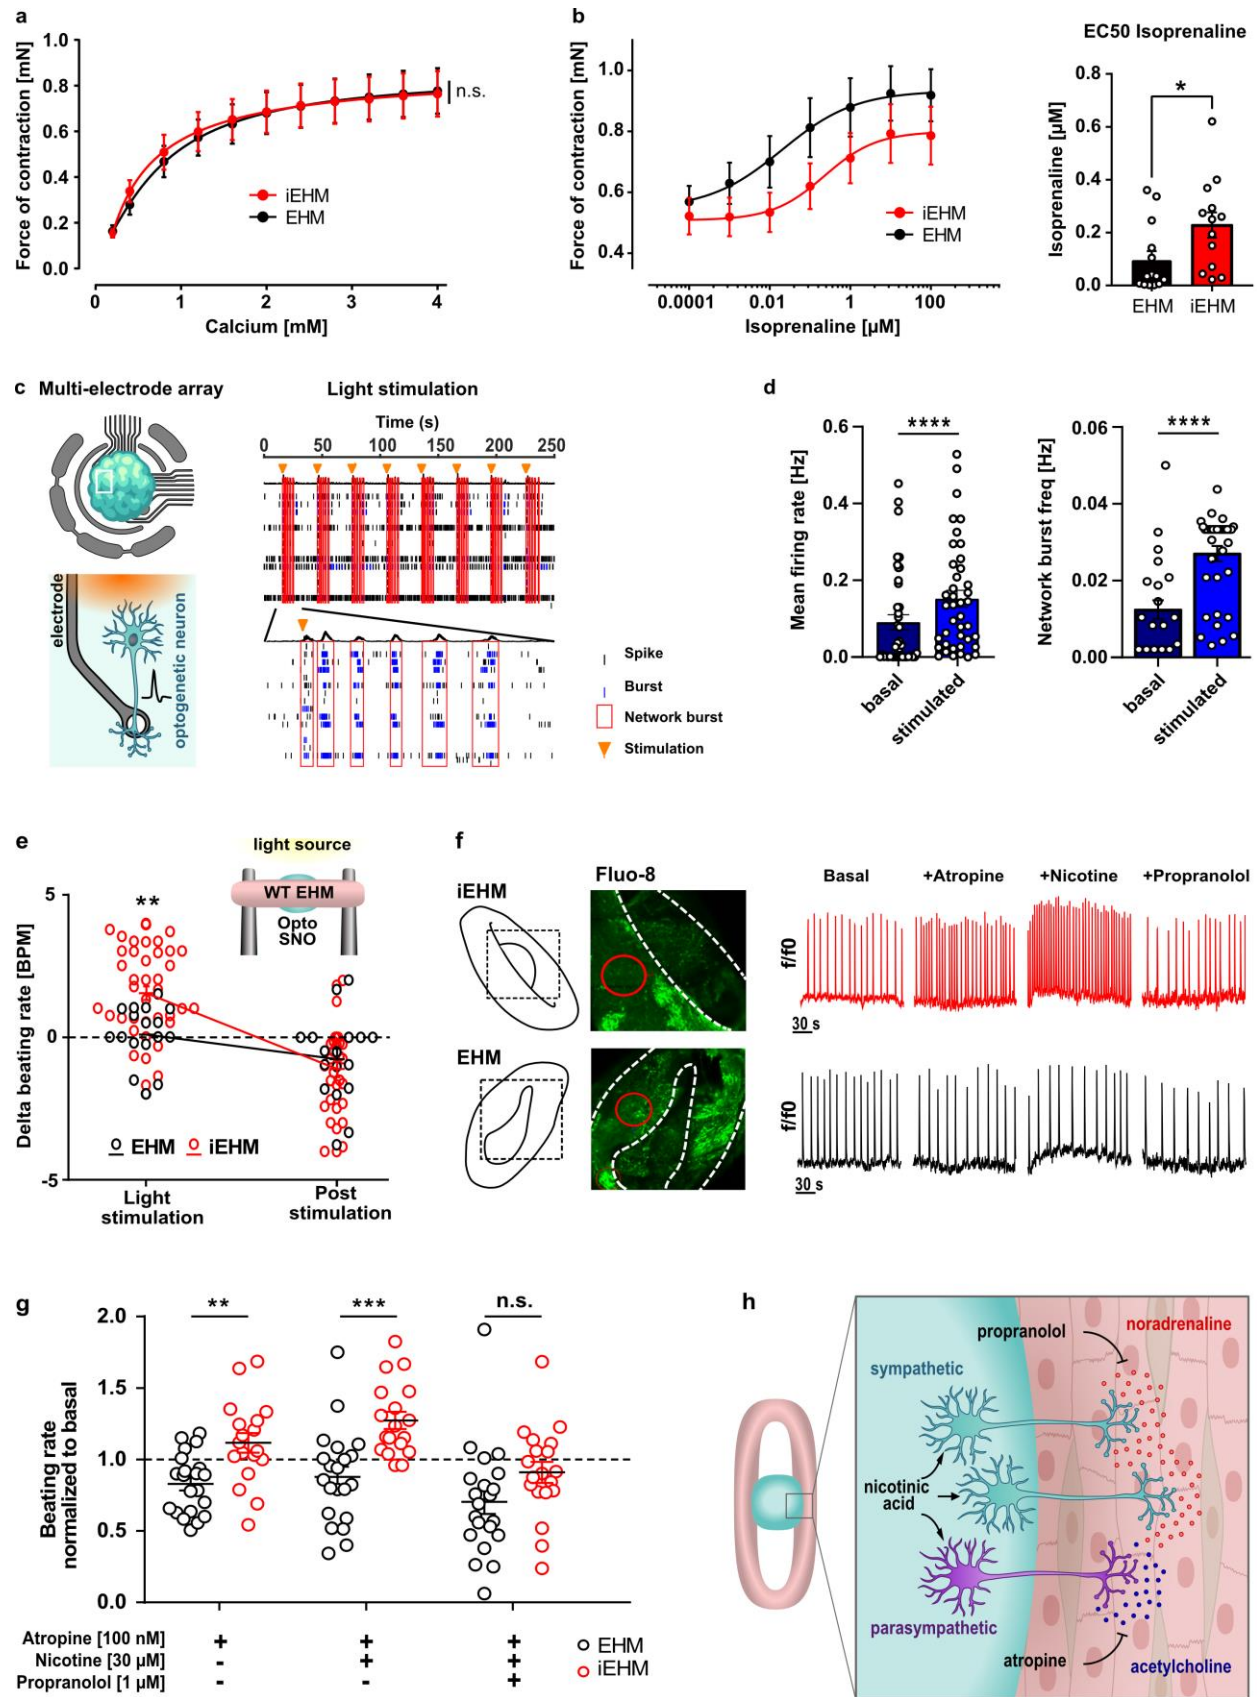 a
Force of contraction [mN]
1.0
0.8
0.6
0.4
0.2
0.0
n.s.
iEHM
EHM
0 1 2 3 4
Calcium [mM]
b
Force of contraction [mN]
1.0
0.8
0.6
0.4
iEHM
EHM
0.0001 0.01 1 100
Isoprenaline [µM]
EC50 Isoprenaline
Isoprenaline [µM]
0.8
0.6
0.4
0.2
0.0
*
EHM iEHM
c Multi-electrode array
electrode
optogenetic neuron
Light stimulation
Time (s)
0 50 100 150 200 250
Spike
Burst
Network burst
Stimulation
d
Mean firing rate [Hz]
0.6
0.4
0.2
0.0
****
basal
stimulated
Network burst freq [Hz]
0.06
0.04
0.02
0.00
****
basal
stimulated
e
light source
WT EHM
Opto
SNO
Delta beating rate [BPM]
5
0
-5
**
EHM iEHM
Light
stimulation
Post
stimulation
f
iEHM
EHM
Fluo-8
Basal +Atropine +Nicotine +Propranolol
f/f0
30 s
f/f0
30 s
g
Beating rate
normalized to basal
2.0
1.5
1.0
0.5
0.0
** *** n.s.
Atropine [100 nM] + + +
Nicotine [30 µM] - + +
Propranolol [1 µM] - - +
EHM
iEHM
h
propranolol
noradrenaline
sympathetic
nicotinic
acid
parasympathetic
atropine
acetylcholine